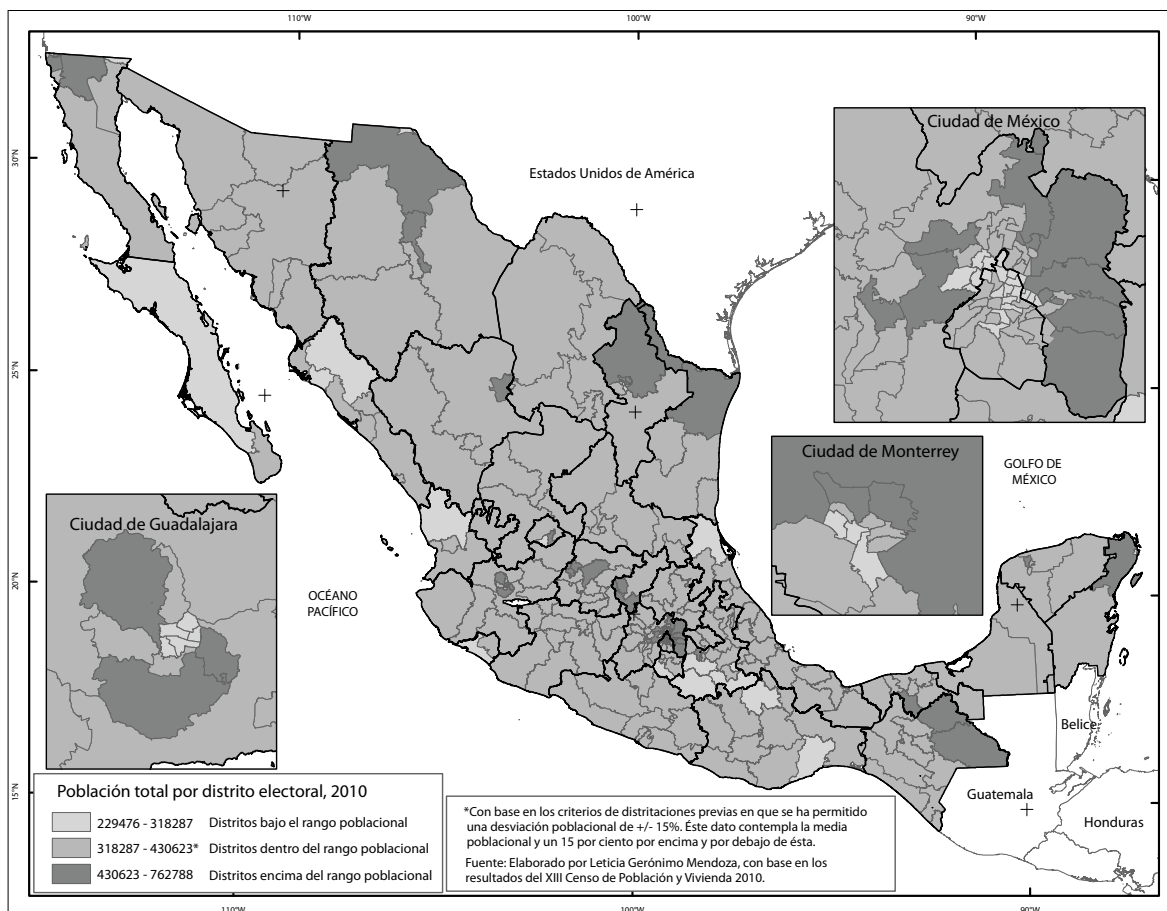 110°W
100°W
90°W
Ciudad de México
30°N
Estados Unidos de América
25°N
Ciudad de Monterrey
GOLFO DE
MÉXICO
Ciudad de Guadalajara
20°N
OCÉANO
PACÍFICO
Belice
Guatemala
Honduras
15°N
Población total por distrito electoral, 2010
229476 - 318287 Distritos bajo el rango poblacional
318287 - 430623* Distritos dentro del rango poblacional
430623 - 762788 Distritos encima del rango poblacional
*Con base en los criterios de distritaciones previas en que se ha permitido
una desviación poblacional de +/- 15%. Éste dato contempla la media
poblacional y un 15 por ciento por encima y por debajo de ésta.
Fuente: Elaborado por Leticia Gerónimo Mendoza, con base en los
resultados del XIII Censo de Población y Vivienda 2010.
110°W
100°W
90°W